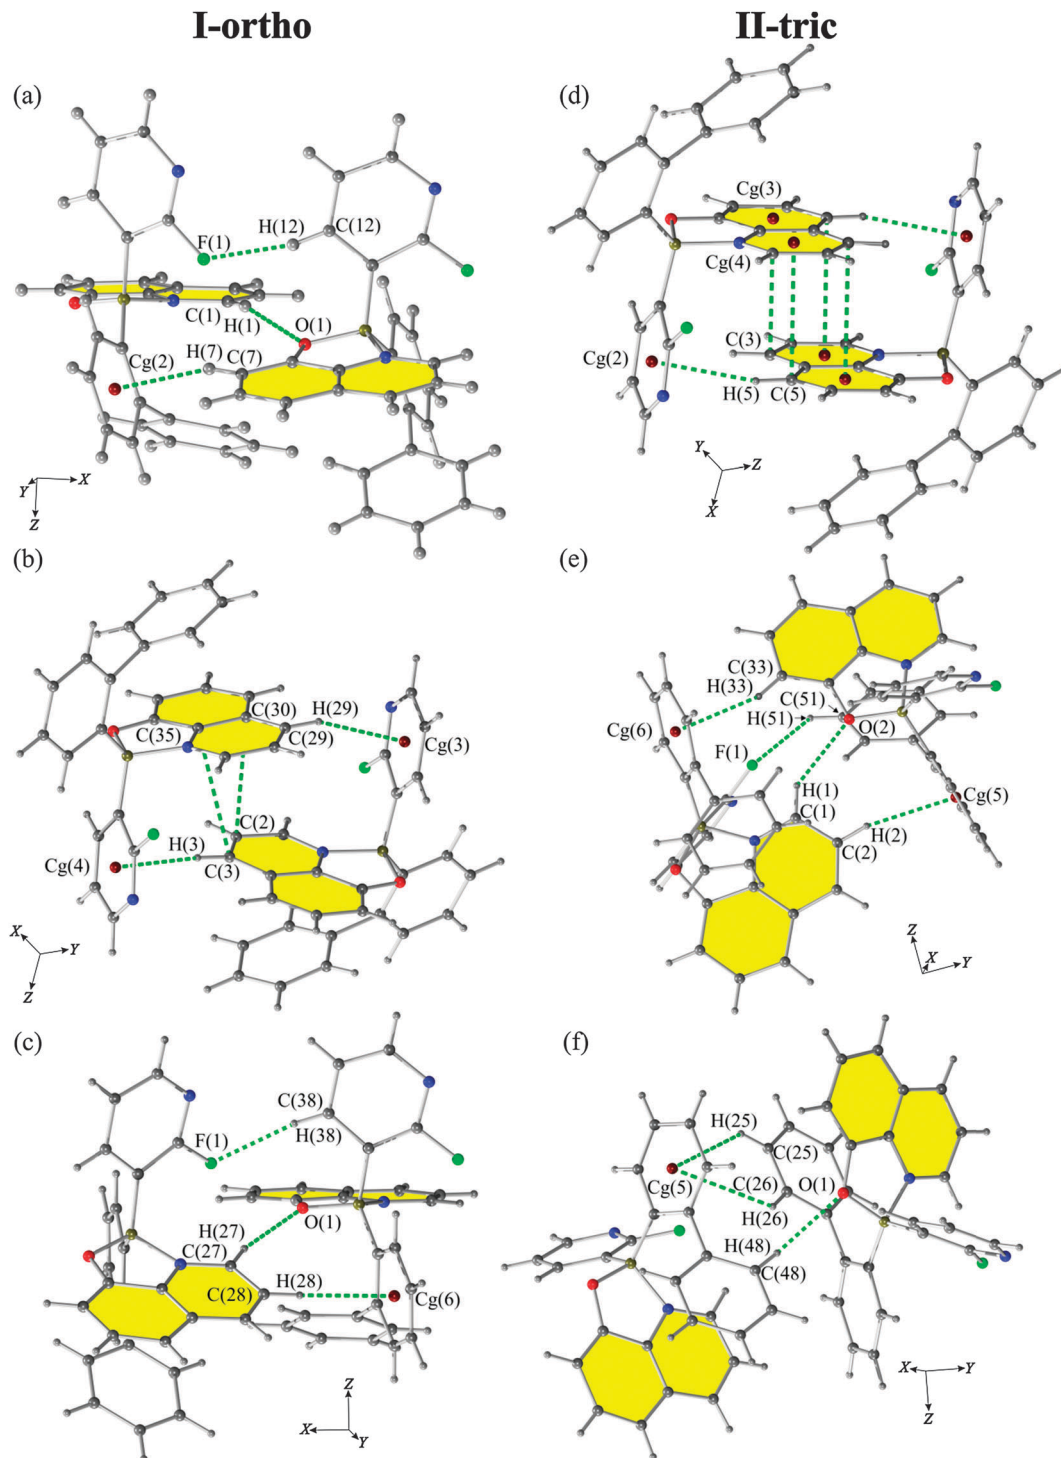 I-ortho
II-tric
(a)
F(1)
H(12)
C(12)
C(1)
H(1)
O(1)
H(7)
C(7)
Cg(2)
Y
X
Z
(d)
Cg(3)
Cg(4)
C(3)
Cg(2)
H(5)
C(5)
Y
Z
X
(b)
C(30)
H(29)
C(35)
C(29)
Cg(3)
C(2)
H(3)
Cg(4)
C(3)
X
Y
Z
(e)
C(33)
H(33)
C(51)
H(51)
O(2)
Cg(6)
F(1)
H(1)
C(1)
Cg(5)
H(2)
C(2)
Z
X
Y
(c)
C(38)
F(1)
H(38)
H(27)
O(1)
C(27)
H(28)
C(28)
Cg(6)
Z
X
Y
(f)
H(25)
C(25)
Cg(5)
C(26)
O(1)
H(26)
H(48)
C(48)
X
Y
Z